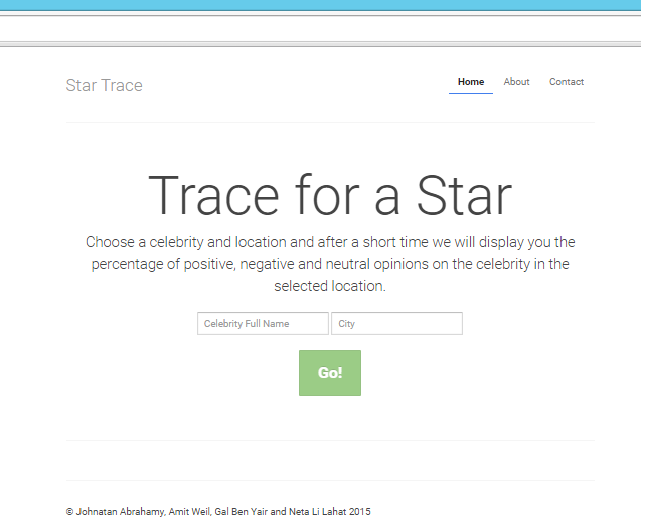 Star Trace
Home About Contact
Trace for a Star
Choose a celebrity and location and after a short time we will display you the
percentage of positive, negative and neutral opinions on the celebrity in the
selected location.
Celebrity Full Name City
Go!
© Johnatan Abrahamy, Amit Weil, Gal Ben Yair and Neta Li Lahat 2015